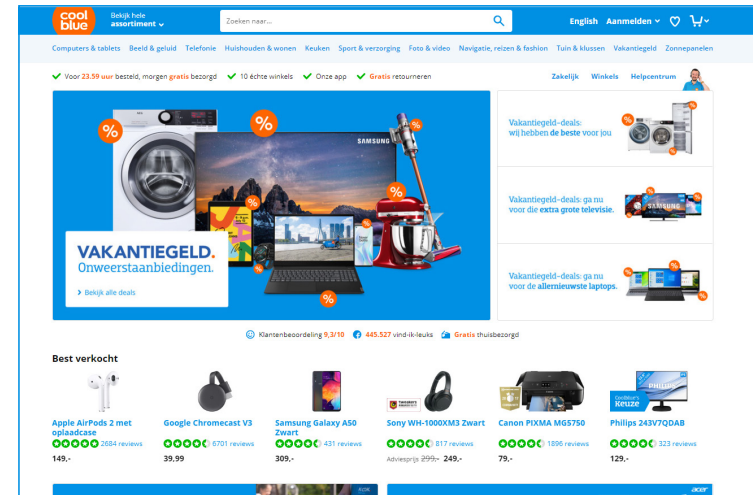 cool
blue
Bekijk hele
assortiment
Zoeken naar...
English Aanmelden
Computers & tablets Beeld & geluid Telefonie Huishouden & wonen Keuken Sport & verzorging Foto & video Navigatie, reizen & fashion Tuin & klussen Vakantiegeld Zonnepanelen
Voor 23.59 uur besteld, morgen gratis bezorgd 10 échte winkels Onze app Gratis retourneren Zakelijk Winkels Helpcentrum
%
%
SAMSUNG
%
%
%
%
%
VAKANTIEGELD.
Onweerstaanbiedingen.
> Bekijk alle deals
Vakantiegeld-deals:
wij hebben de beste voor jou
Vakantiegeld-deals: ga nu
voor die extra grote televisie.
SAMSUNG
Vakantiegeld-deals: ga nu
voor de allernieuwste laptops.
Klantenbeoordeling 9,3/10 445.527 vind-ik-leuks Gratis thuisbezorgd
Best verkocht
PHILIPS
Coolblue's
Keuze
Apple AirPods 2 met
oplaadcase
2684 reviews
149,-
Google Chromecast V3
6701 reviews
39,99
Samsung Galaxy A50
Zwart
431 reviews
309,-
Sony WH-1000XM3 Zwart
817 reviews
Adviesprijs 299,- 249,-
Canon PIXMA MG5750
1896 reviews
79,-
Philips 243V7QDAB
323 reviews
129,-
acer